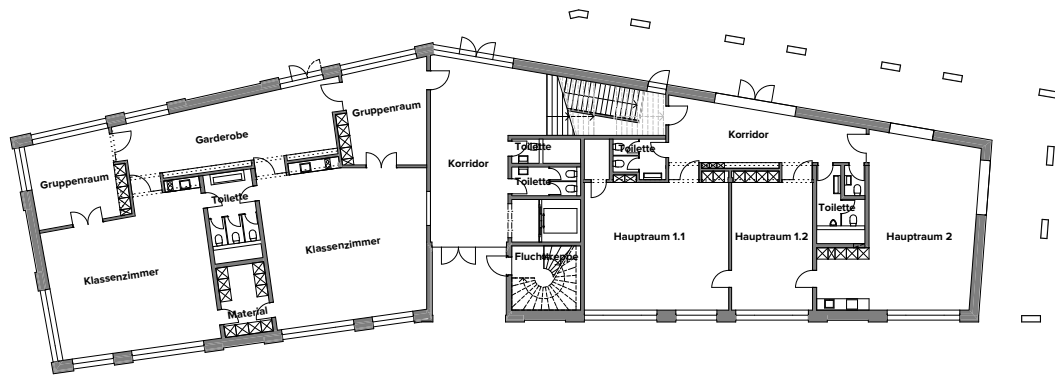 Gruppenraum
Garderobe
Gruppenraum
Klassenzimmer
Toilette
Klassenzimmer
Material
Korridor
Toilette
Toilette
Fluchttreppe
Toilette
Korridor
Hauptraum 1.1
Hauptraum 1.2
Toilette
Hauptraum 2